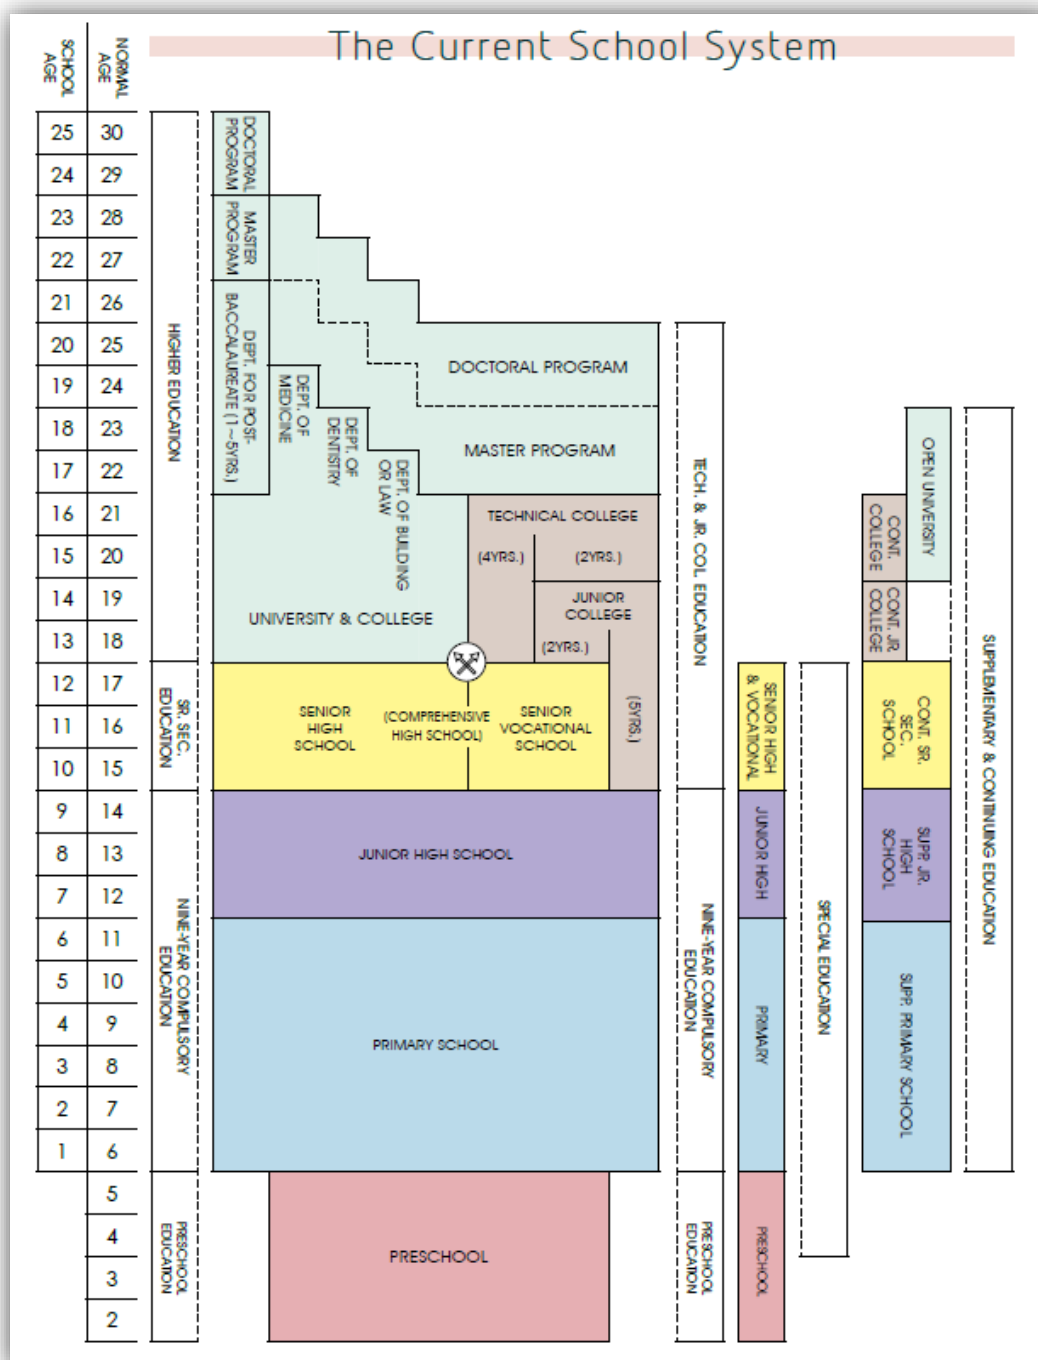 The Current School System
SCHOOL
AGE
NORMAL
AGE
25 30
24 29
23 28
22 27
21 26
20 25
19 24
18 23
17 22
16 21
15 20
14 19
13 18
12 17
11 16
10 15
9 14
8 13
7 12
6 11
5 10
4 9
3 8
2 7
1 6
5
4
3
2
HIGHER EDUCATION
SR. SEC.
EDUCATION
NINE-YEAR COMPULSORY
EDUCATION
PRESCHOOL
EDUCATION
DOCTORAL
PROGRAM
MASTER
PROGRAM
DEPT. FOR POST-
BACCALAUREATE (1~5YRS.)
DEPT. OF
MEDICINE
DEPT. OF
DENTISTRY
DEPT. OF BUILDING
OR LAW
DOCTORAL PROGRAM
MASTER PROGRAM
UNIVERSITY & COLLEGE
TECHNICAL COLLEGE
(4YRS.)
(2YRS.)
JUNIOR
COLLEGE
(2YRS.)
(5YRS.)
SENIOR
HIGH
SCHOOL
(COMPREHENSIVE
HIGH SCHOOL)
SENIOR
VOCATIONAL
SCHOOL
JUNIOR HIGH SCHOOL
PRIMARY SCHOOL
PRESCHOOL
TECH. & JR. COL. EDUCATION
NINE-YEAR COMPULSORY
EDUCATION
PRESCHOOL
EDUCATION
SENIOR HIGH
& VOCATIONAL
JUNIOR HIGH
PRIMARY
PRESCHOOL
SPECIAL EDUCATION
OPEN UNIVERSITY
CONT.
COLLEGE
CONT. JR.
COLLEGE
CONT. SR.
SEC.
SCHOOL
SUPP. JR.
HIGH
SCHOOL
SUPP. PRIMARY SCHOOL
SUPPLEMENTARY & CONTINUING EDUCATION